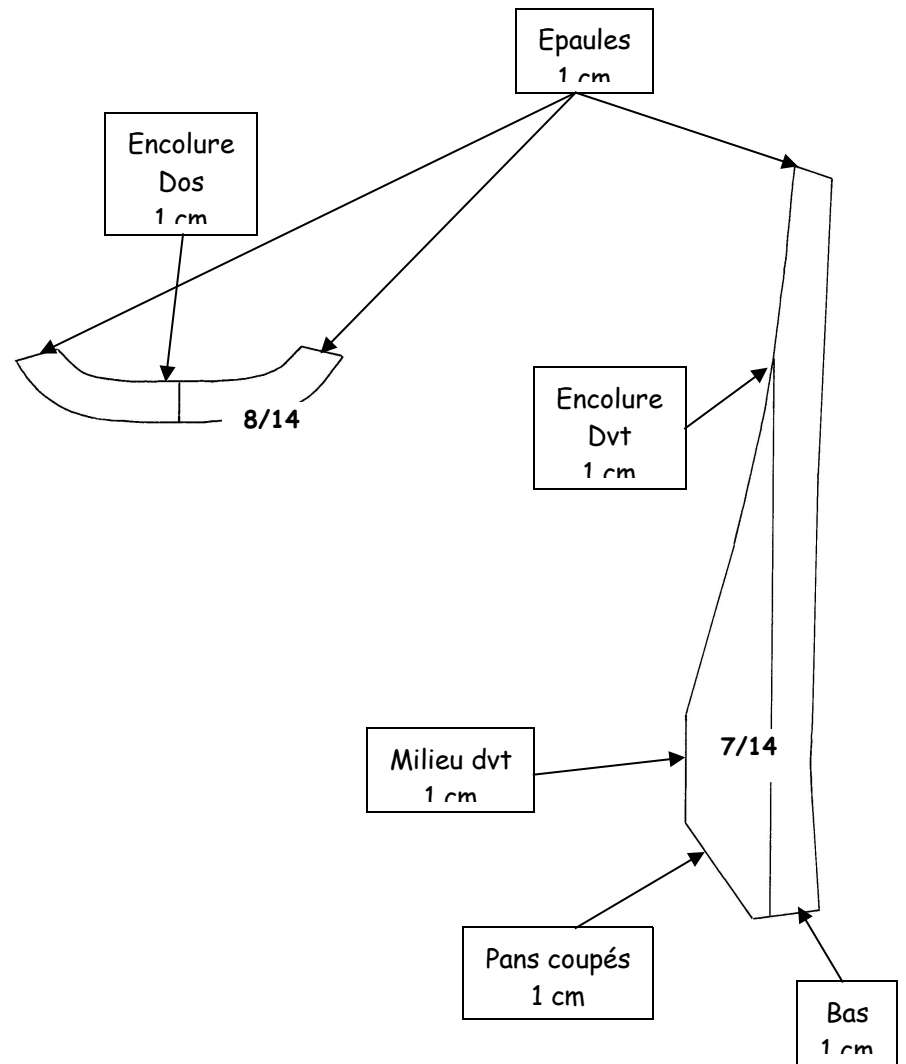 Epaules
1 cm
Encolure
Dos
1 cm
8/14
Encolure
Dvt
1 cm
7/14
Milieu dvt
1 cm
Pans coupés
1 cm
Bas
1 cm